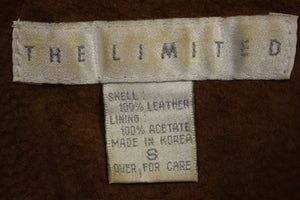 THE LIMITED
SHELL:
100% LEATHER
LINING:
100% ACETATE
MADE IN KOREA
S
OVER FOR CARE